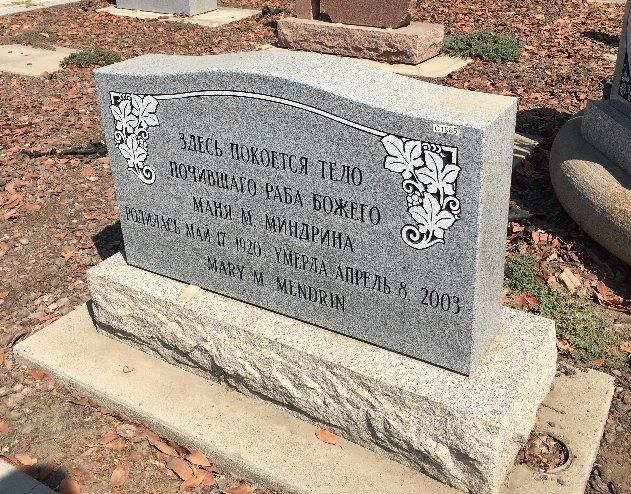 ЗДЕСЬ ПОКОЕТСЯ ТЕЛО
ПОЧИВШАГО РАБА БОЖЕГО
МАНЯ М. МИНДРИНА
РОДИЛАСЬ МАЙ 17, 1920, УМЕРЛА АПРЕЛЬ 8, 2003
MARY M. MENDRIN